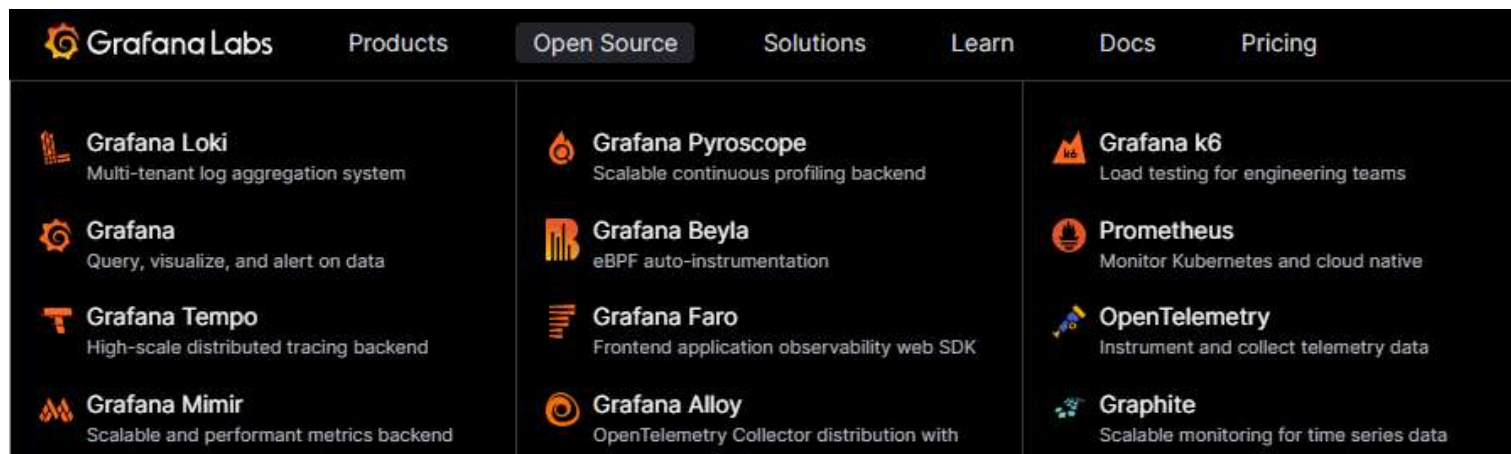 Grafana Labs Products Open Source Solutions Learn Docs Pricing
Grafana Loki
Multi-tenant log aggregation system
Grafana
Query, visualize, and alert on data
Grafana Tempo
High-scale distributed tracing backend
Grafana Mimir
Scalable and performant metrics backend
Grafana Pyroscope
Scalable continuous profiling backend
Grafana Beyla
eBPF auto-instrumentation
Grafana Faro
Frontend application observability web SDK
Grafana Alloy
OpenTelemetry Collector distribution with
k6
Grafana k6
Load testing for engineering teams
Prometheus
Monitor Kubernetes and cloud native
OpenTelemetry
Instrument and collect telemetry data
Graphite
Scalable monitoring for time series data